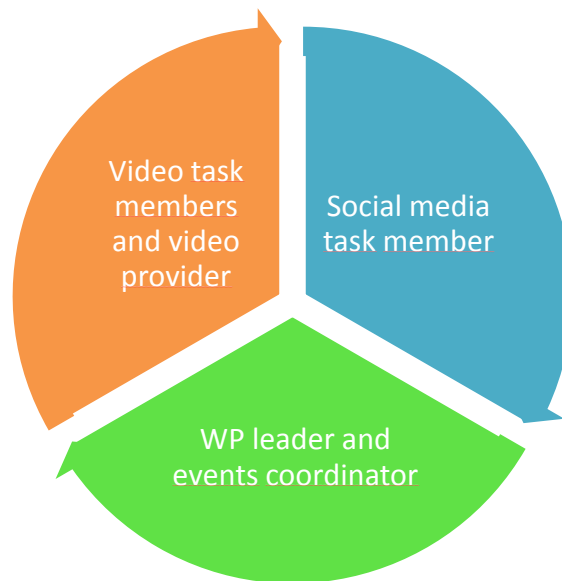 Video task
members
and video
provider
Social media
task member
WP leader and
events coordinator